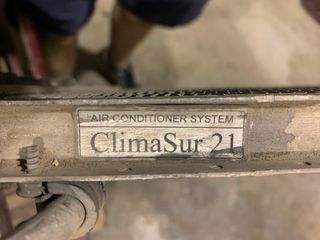 AIR CONDITIONER SYSTEM
ClimaSur 21